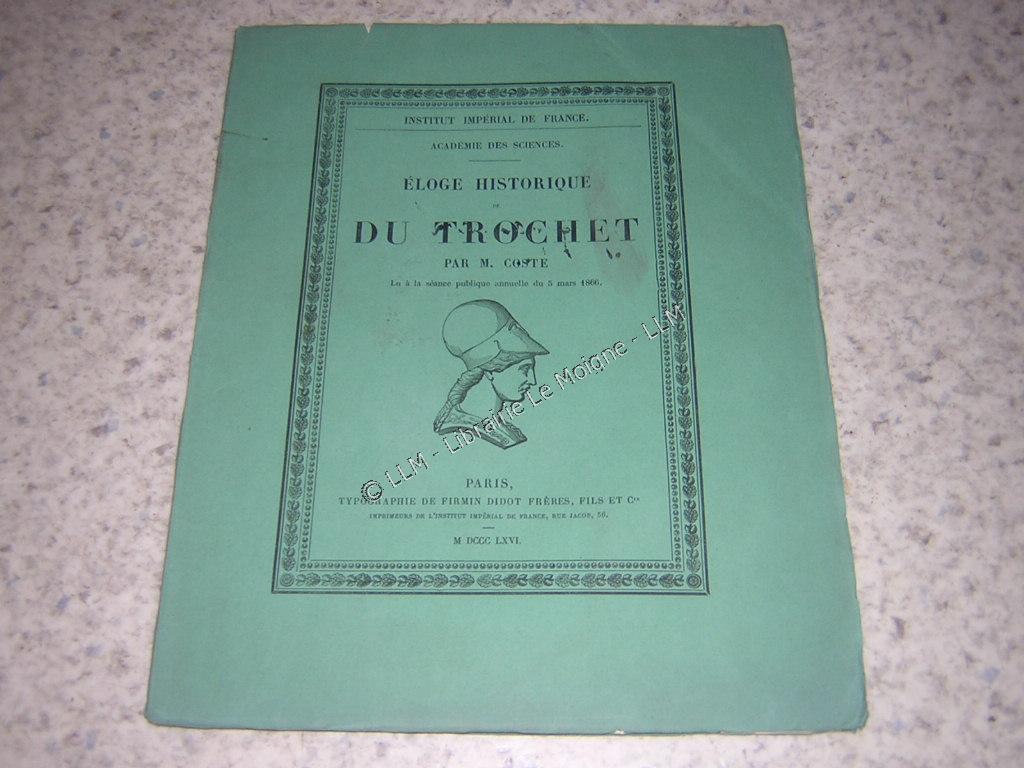 INSTITUT IMPÉRIAL DE FRANCE.
ACADÉMIE DES SCIENCES.
ÉLOGE HISTORIQUE
DE
DU TROCHET
PAR M. COSTE
Lu à la séance publique annuelle du 5 mars 1866.
© LLM - Librairie Le Moigne - LLM
PARIS,
TYPOGRAPHIE DE FIRMIN DIDOT FRÈRES, FILS ET Cie
IMPRIMEURS DE L'INSTITUT IMPÉRIAL DE FRANCE, RUE JACOB, 56.
M DCCC LXVI.